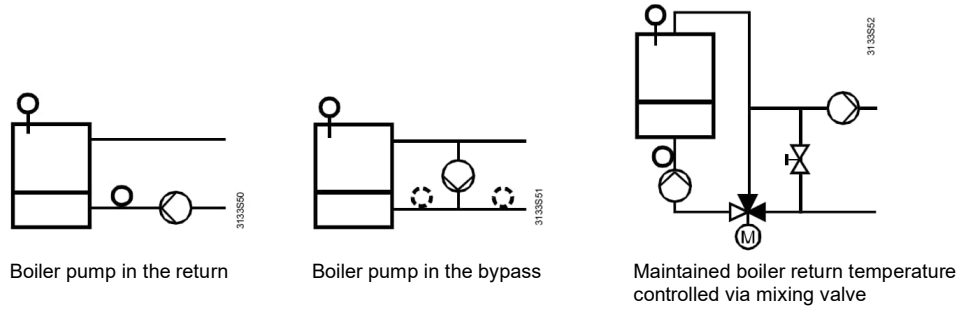 3133S50
Boiler pump in the return
3133S51
Boiler pump in the bypass
3133S52
M
Maintained boiler return temperature
controlled via mixing valve